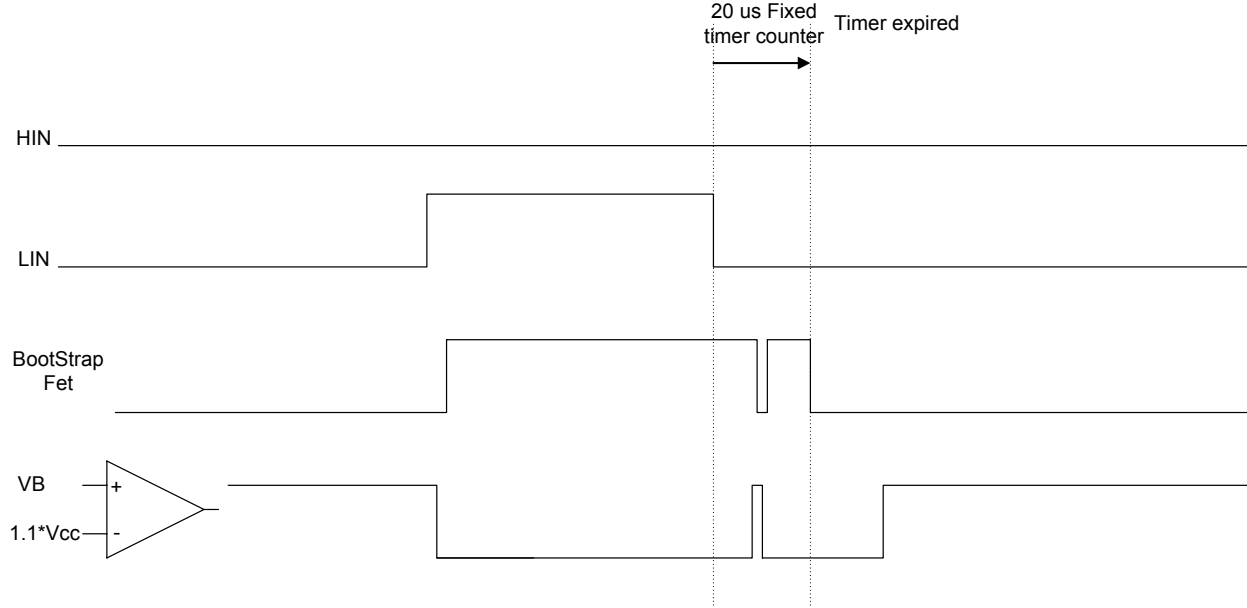 20 us Fixed
timer counter
Timer expired
HIN
LIN
BootStrap
Fet
VB
+
1.1*Vcc
-